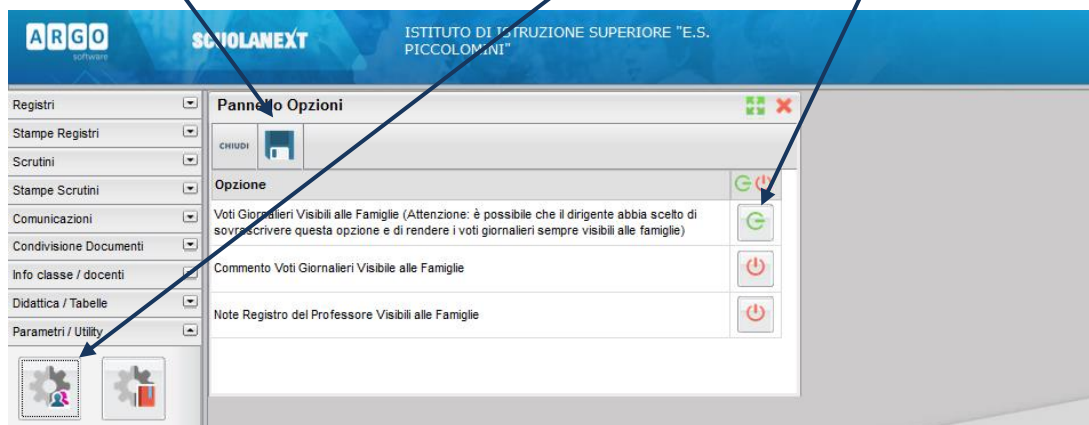 ARGO
software
SCUOLANEXT
ISTITUTO DI ISTRUZIONE SUPERIORE "E.S.
PICCOLOMINI"
Registri
Stampe Registri
Scrutini
Stampe Scrutini
Comunicazioni
Condivisione Documenti
Info classe / docenti
Didattica / Tabelle
Parametri / Utility
Pannello Opzioni
CHIUDI
Opzione
Voti Giornalieri Visibili alle Famiglie (Attenzione: è possibile che il dirigente abbia scelto di
sovrascrivere questa opzione e di rendere i voti giornalieri sempre visibili alle famiglie)
Commento Voti Giornalieri Visibile alle Famiglie
Note Registro del Professore Visibili alle Famiglie